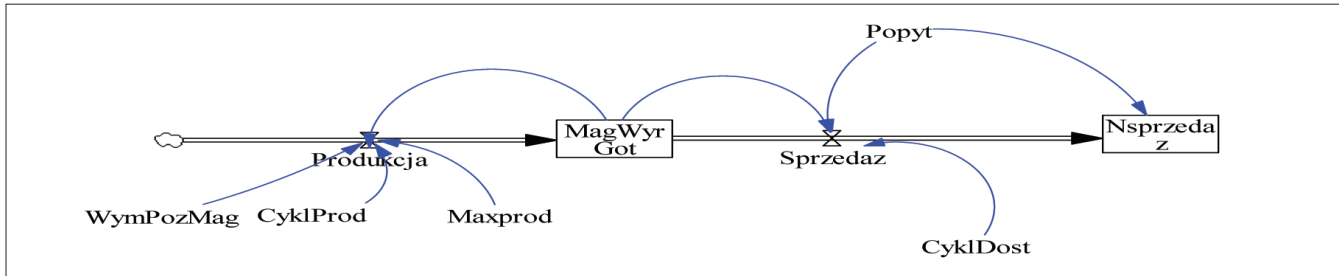 Popyt
MagWyr
Got
Nsprzeda
z
Produkcja
Sprzedaz
WymPozMag
CyklProd
Maxprod
CyklDost